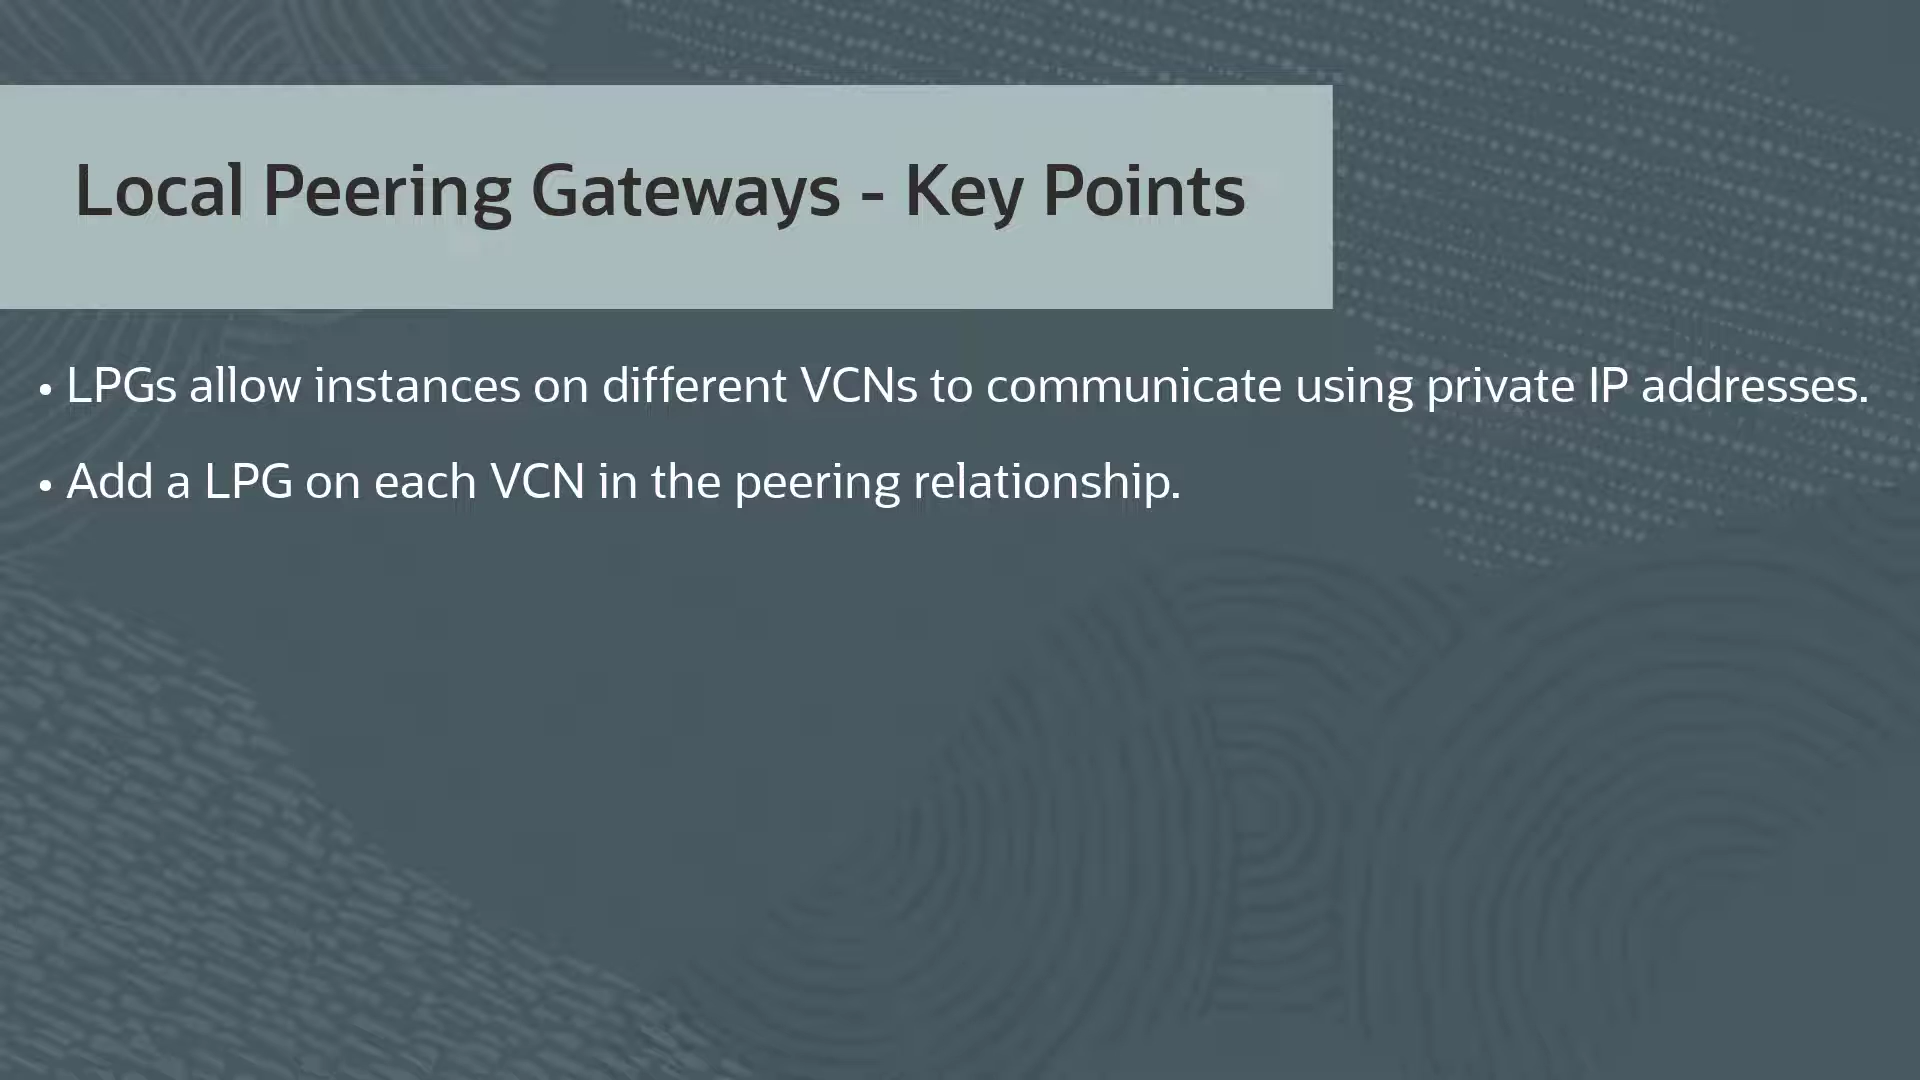 Local Peering Gateways - Key Points
• LPGs allow instances on different VCNs to communicate using private IP addresses.
• Add a LPG on each VCN in the peering relationship.